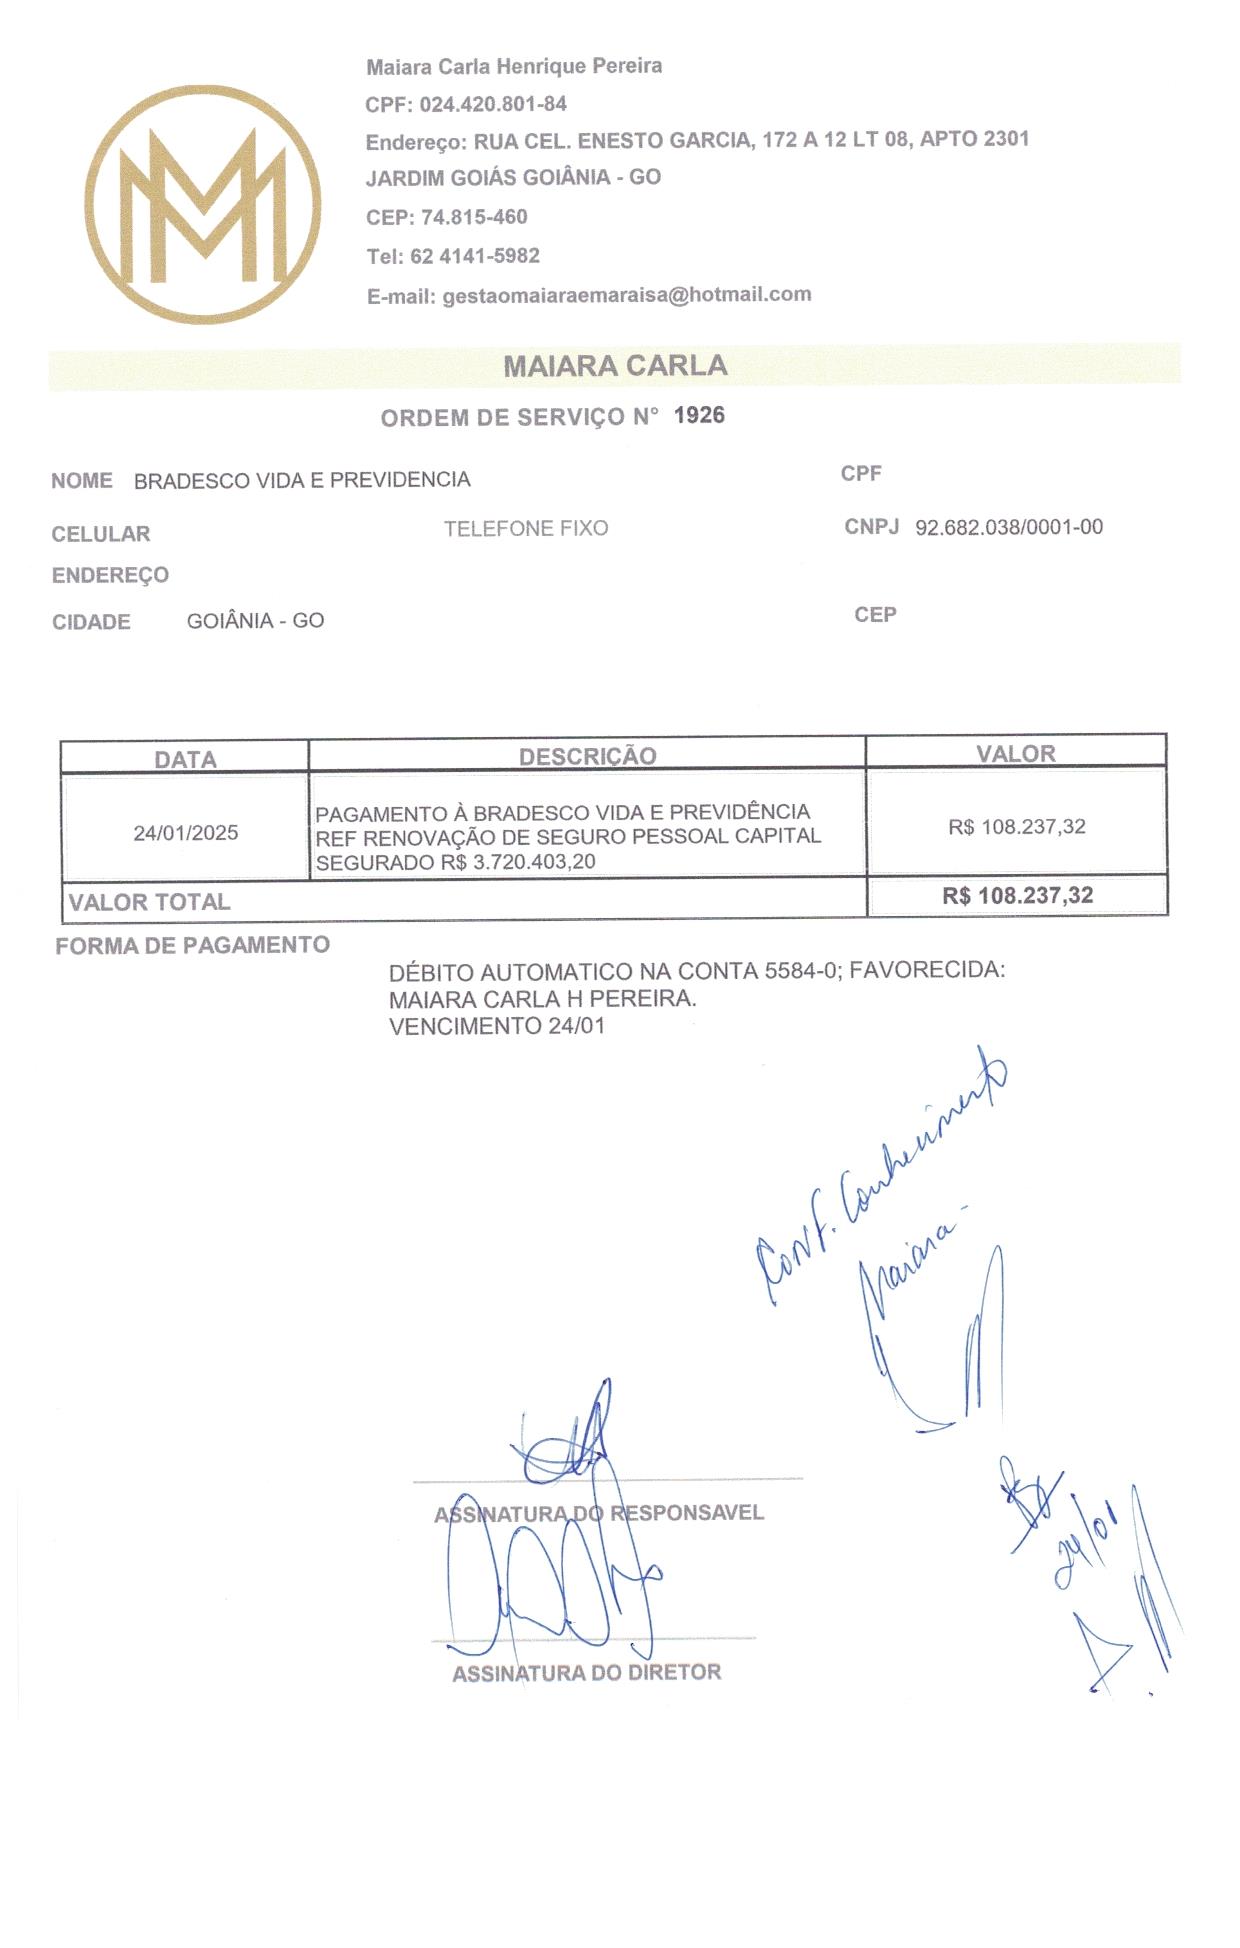 Maiara Carla Henrique Pereira
CPF: 024.420.801-84
Endereço: RUA CEL. ENESTO GARCIA, 172 A 12 LT 08, APTO 2301
JARDIM GOIÁS GOIÂNIA - GO
CEP: 74.815-460
Tel: 62 4141-5982
E-mail: gestaomaiaraemaraisa@hotmail.com
MM
MAIARA CARLA
ORDEM DE SERVIÇO N° 1926
NOME BRADESCO VIDA E PREVIDENCIA CPF
CELULAR TELEFONE FIXO CNPJ 92.682.038/0001-00
ENDEREÇO
CIDADE GOIÂNIA - GO CEP
DATA DESCRIÇÃO VALOR
PAGAMENTO À BRADESCO VIDA E PREVIDÊNCIA
24/01/2025 REF RENOVAÇÃO DE SEGURO PESSOAL CAPITAL R$ 108.237,32
SEGURADO R$ 3.720.403,20
VALOR TOTAL R$ 108.237,32
FORMA DE PAGAMENTO
DÉBITO AUTOMATICO NA CONTA 5584-0; FAVORECIDA:
MAIARA CARLA H PEREIRA.
VENCIMENTO 24/01
Conf. Conhecimento
Maiara -
ASSINATURA DO RESPONSAVEL
24/01
ASSINATURA DO DIRETOR